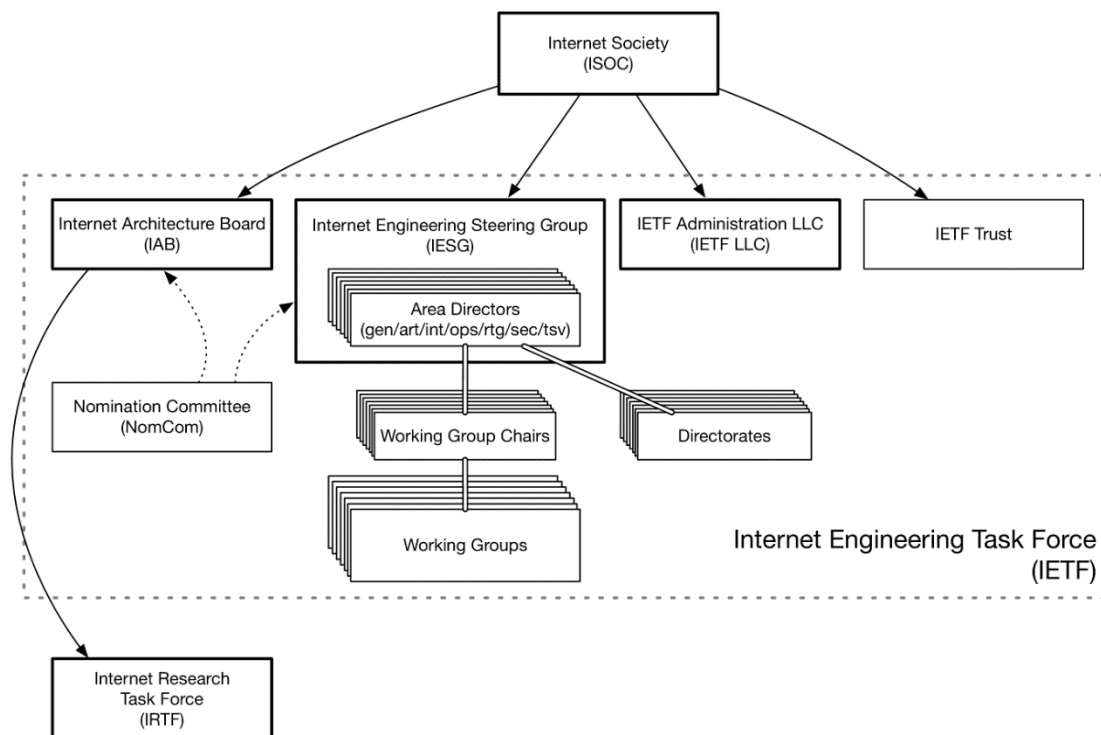 Internet Society
(ISOC)
Internet Architecture Board
(IAB)
Internet Engineering Steering Group
(IESG)
IETF Administration LLC
(IETF LLC)
IETF Trust
Area Directors
(gen/art/int/ops/rtg/sec/tsv)
Nomination Committee
(NomCom)
Working Group Chairs
Directorates
Working Groups
Internet Engineering Task Force
(IETF)
Internet Research
Task Force
(IRTF)